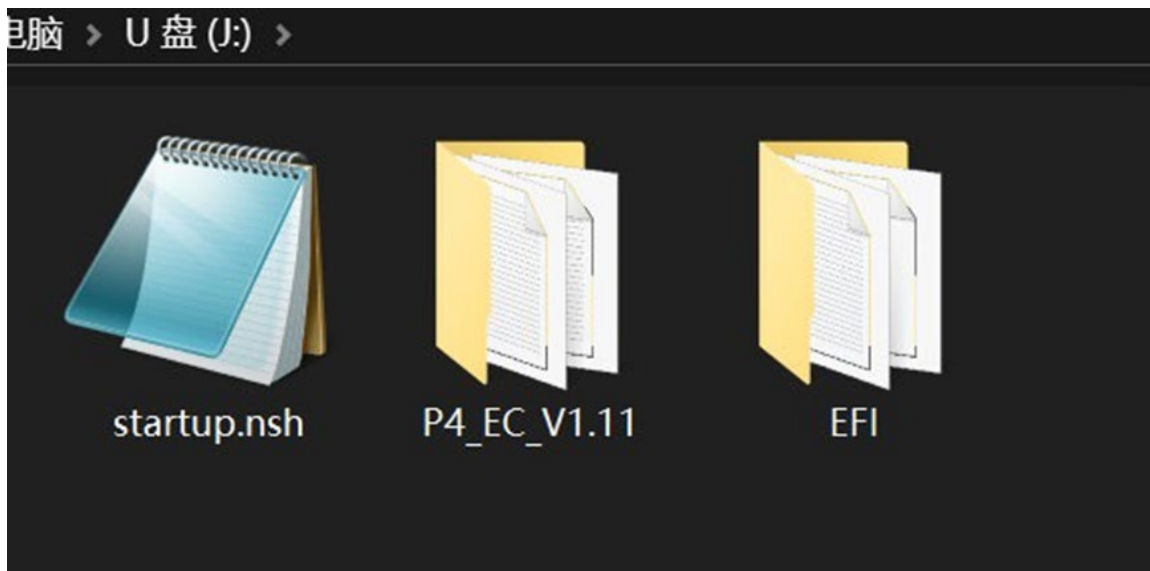 电脑 > U 盘 (J:) >
startup.nsh P4_EC_V1.11 EFI